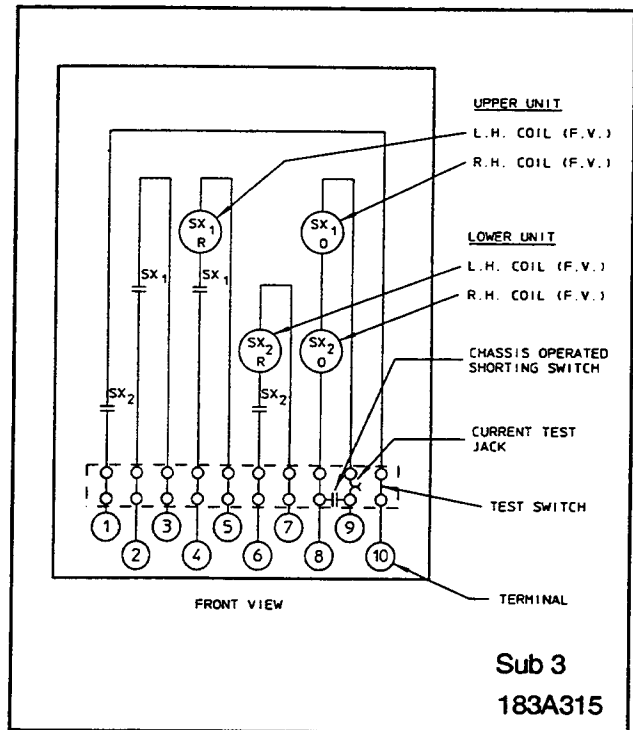 UPPER UNIT
L.H. COIL (F.V.)
R.H. COIL (F.V.)
SX1
R
SX1
O
SX1
SX1
LOWER UNIT
L.H. COIL (F.V.)
R.H. COIL (F.V.)
SX2
R
SX2
O
SX2
SX2
CHASSIS OPERATED
SHORTING SWITCH
CURRENT TEST
JACK
TEST SWITCH
1
3
5
7
9
2
4
6
8
10
TERMINAL
FRONT VIEW
Sub 3
183A315